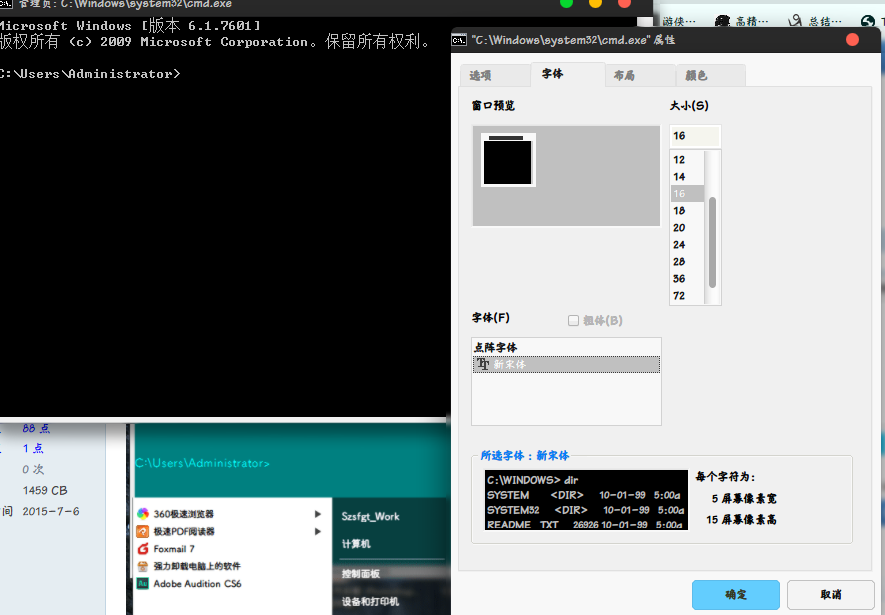 管理员: C:\Windows\system32\cmd.exe
Microsoft Windows [版本 6.1.7601]
版权所有 (c) 2009 Microsoft Corporation。保留所有权利。
C:\Users\Administrator>
游侠…
高精…
总结…
"C:\Windows\system32\cmd.exe" 属性
选项
字体
布局
颜色
窗口预览
大小(S)
16
12
14
16
18
20
24
28
36
72
字体(F)
粗体(B)
点阵字体
新宋体
所选字体：新宋体
C:\WINDOWS> dir
SYSTEM <DIR> 10-01-99 5:00a
SYSTEM32 <DIR> 10-01-99 5:00a
README TXT 26926 10-01-99 5:00a
每个字符为:
5 屏幕像素宽
15 屏幕像素高
确定
取消
88 点
1 点
0 次
1459 CB
间 2015-7-6
C:\Users\Administrator>
360极速浏览器
极速PDF阅读器
Foxmail 7
强力卸载电脑上的软件
Adobe Audition CS6
Szsfgt_Work
计算机
控制面板
设备和打印机